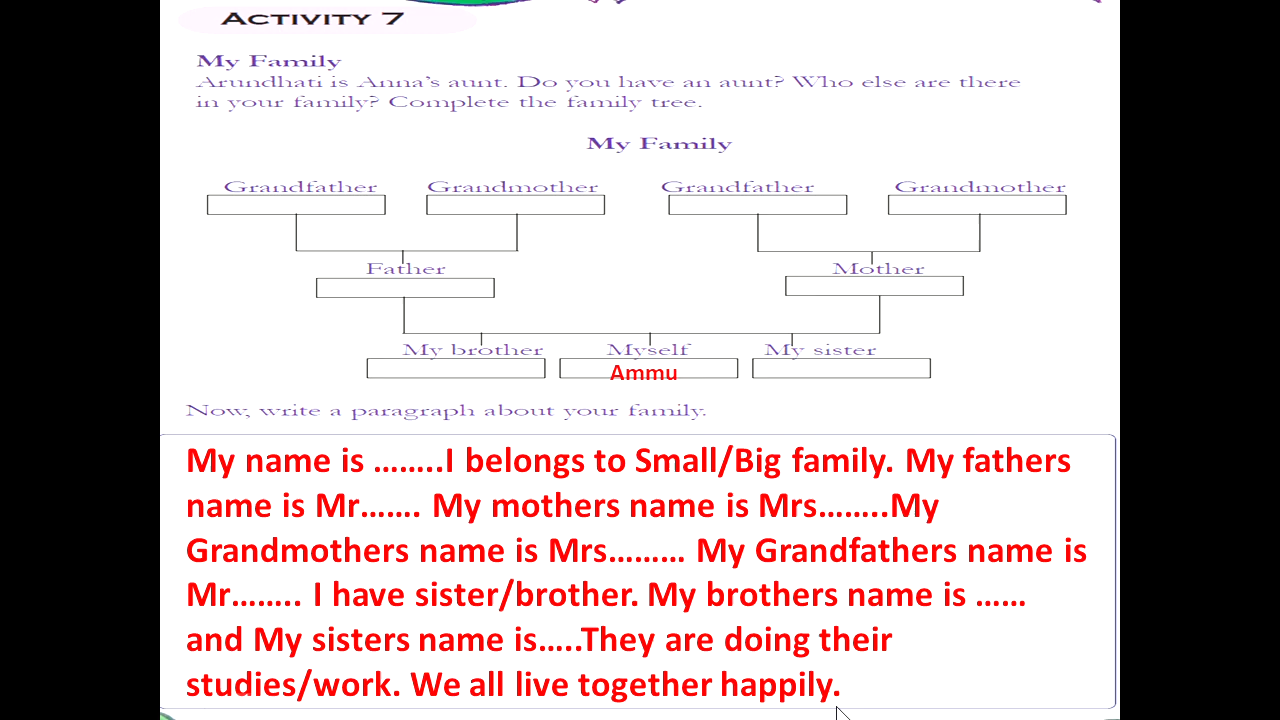 ACTIVITY 7
My Family
Arundhati is Anna's aunt. Do you have an aunt? Who else are there
in your family? Complete the family tree.
My Family
Grandfather Grandmother Grandfather Grandmother
Father Mother
My brother Myself My sister
Ammu
Now, write a paragraph about your family.
My name is ……..I belongs to Small/Big family. My fathers
name is Mr……. My mothers name is Mrs……..My
Grandmothers name is Mrs……… My Grandfathers name is
Mr…….. I have sister/brother. My brothers name is ……
and My sisters name is…..They are doing their
studies/work. We all live together happily.